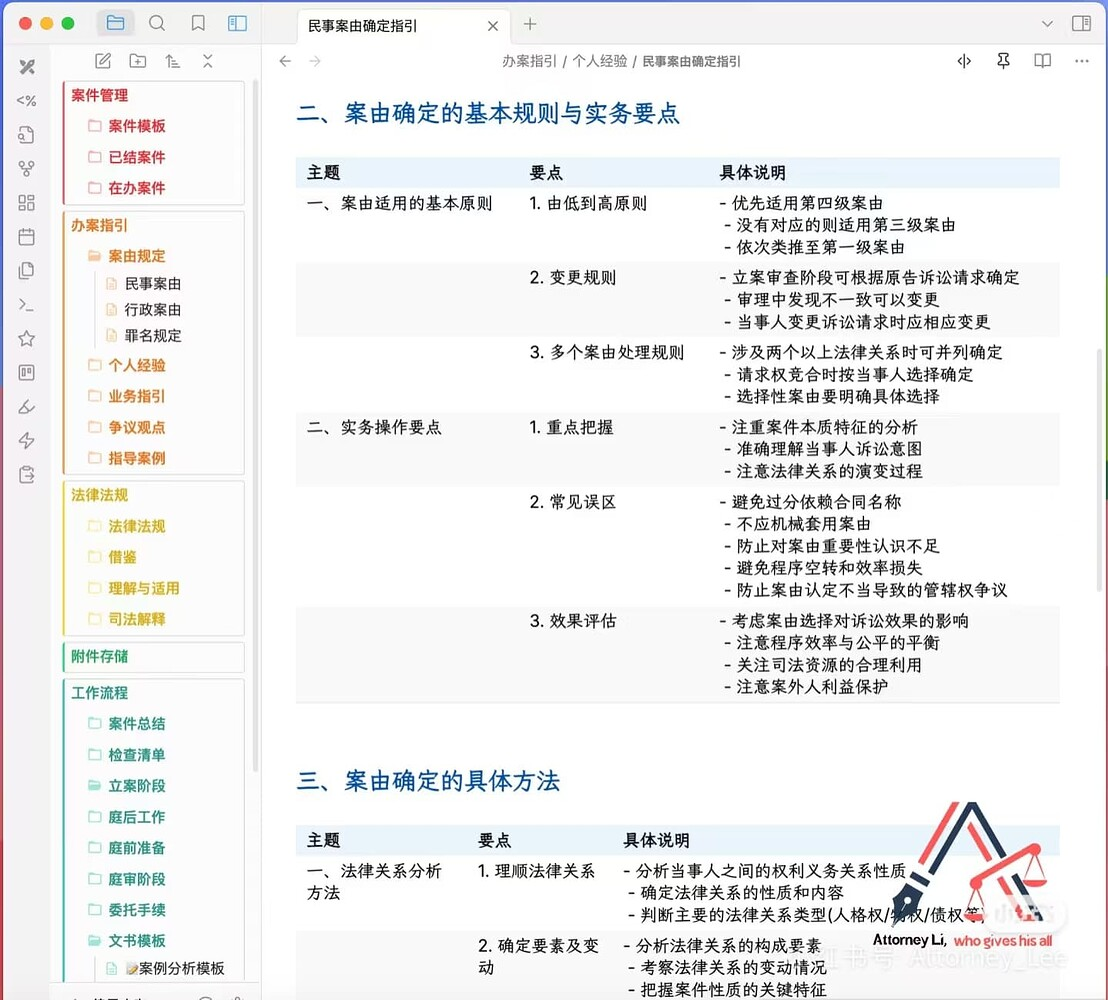 民事案由确定指引
办案指引 / 个人经验 / 民事案由确定指引
<%
案件管理
案件模板
已结案件
在办案件
办案指引
案由规定
民事案由
行政案由
罪名规定
个人经验
业务指引
争议观点
指导案例
法律法规
法律法规
借鉴
理解与适用
司法解释
附件存储
工作流程
案件总结
检查清单
立案阶段
庭后工作
庭前准备
庭审阶段
委托手续
文书模板
案例分析模板
二、案由确定的基本规则与实务要点
主题 要点 具体说明
一、案由适用的基本原则 1. 由低到高原则 - 优先适用第四级案由
- 没有对应的则适用第三级案由
- 依次类推至第一级案由
2. 变更规则 - 立案审查阶段可根据原告诉讼请求确定
- 审理中发现不一致可以变更
- 当事人变更诉讼请求时应相应变更
3. 多个案由处理规则 - 涉及两个以上法律关系时可并列确定
- 请求权竞合时按当事人选择确定
- 选择性案由要明确具体选择
二、实务操作要点 1. 重点把握 - 注重案件本质特征的分析
- 准确理解当事人诉讼意图
- 注意法律关系的演变过程
2. 常见误区 - 避免过分依赖合同名称
- 不应机械套用案由
- 防止对案由重要性认识不足
- 避免程序空转和效率损失
- 防止案由认定不当导致的管辖权争议
3. 效果评估 - 考虑案由选择对诉讼效果的影响
- 注意程序效率与公平的平衡
- 关注司法资源的合理利用
- 注意案外人利益保护
三、案由确定的具体方法
主题 要点 具体说明
一、法律关系分析
方法
1. 理顺法律关系 - 分析当事人之间的权利义务关系性质
- 确定法律关系的性质和内容
- 判断主要的法律关系类型(人格权/物权/债权等)
2. 确定要素及变
动
- 分析法律关系的构成要素
- 考察法律关系的变动情况
- 把握案件性质的关键特征
Attorney Li, who gives his all
小红书号 Attorney_Lee